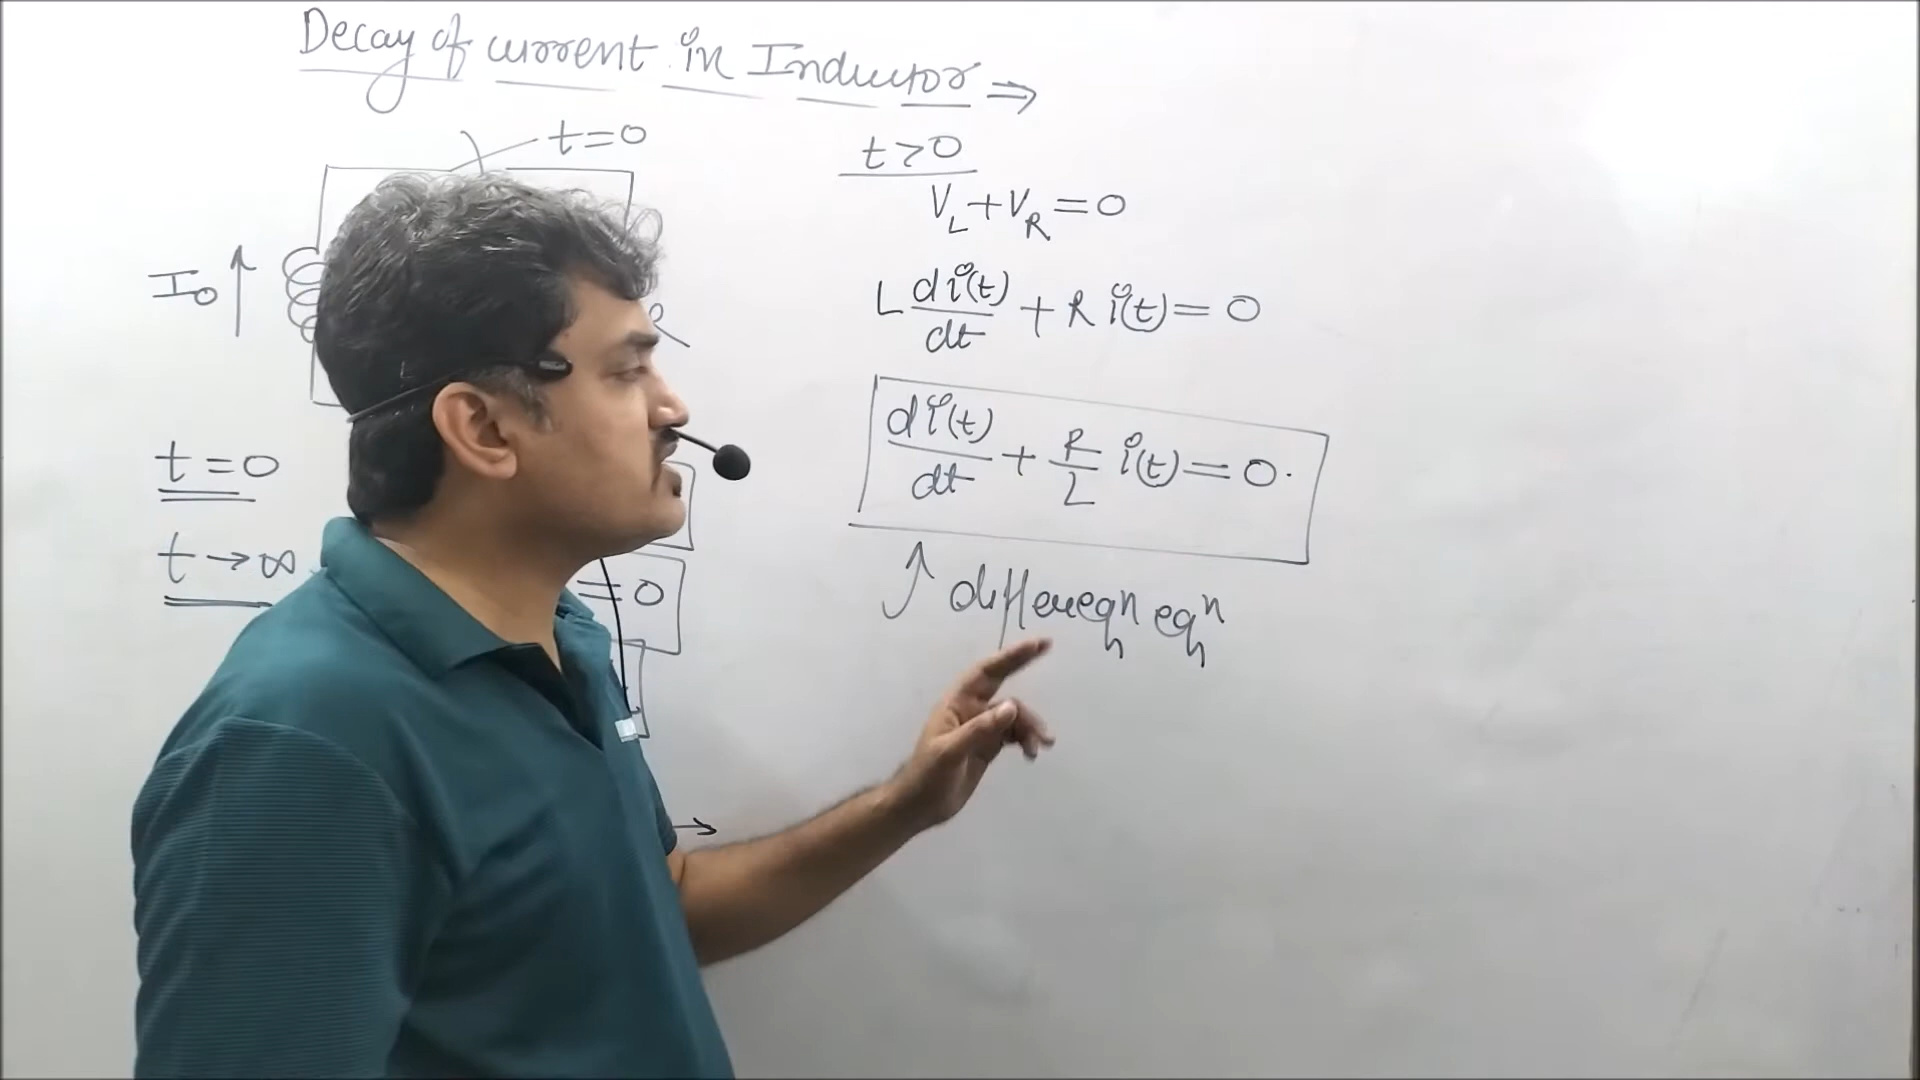 Decay of current in Inductor ⇒
t=0
I₀ ↑
R
t=0
t→∞
=0
t>0
V_L+V_R=0
L di(t)/dt + R i(t)=0
di(t)/dt + R/L i(t)=0.
↑ differeqⁿ eqⁿ